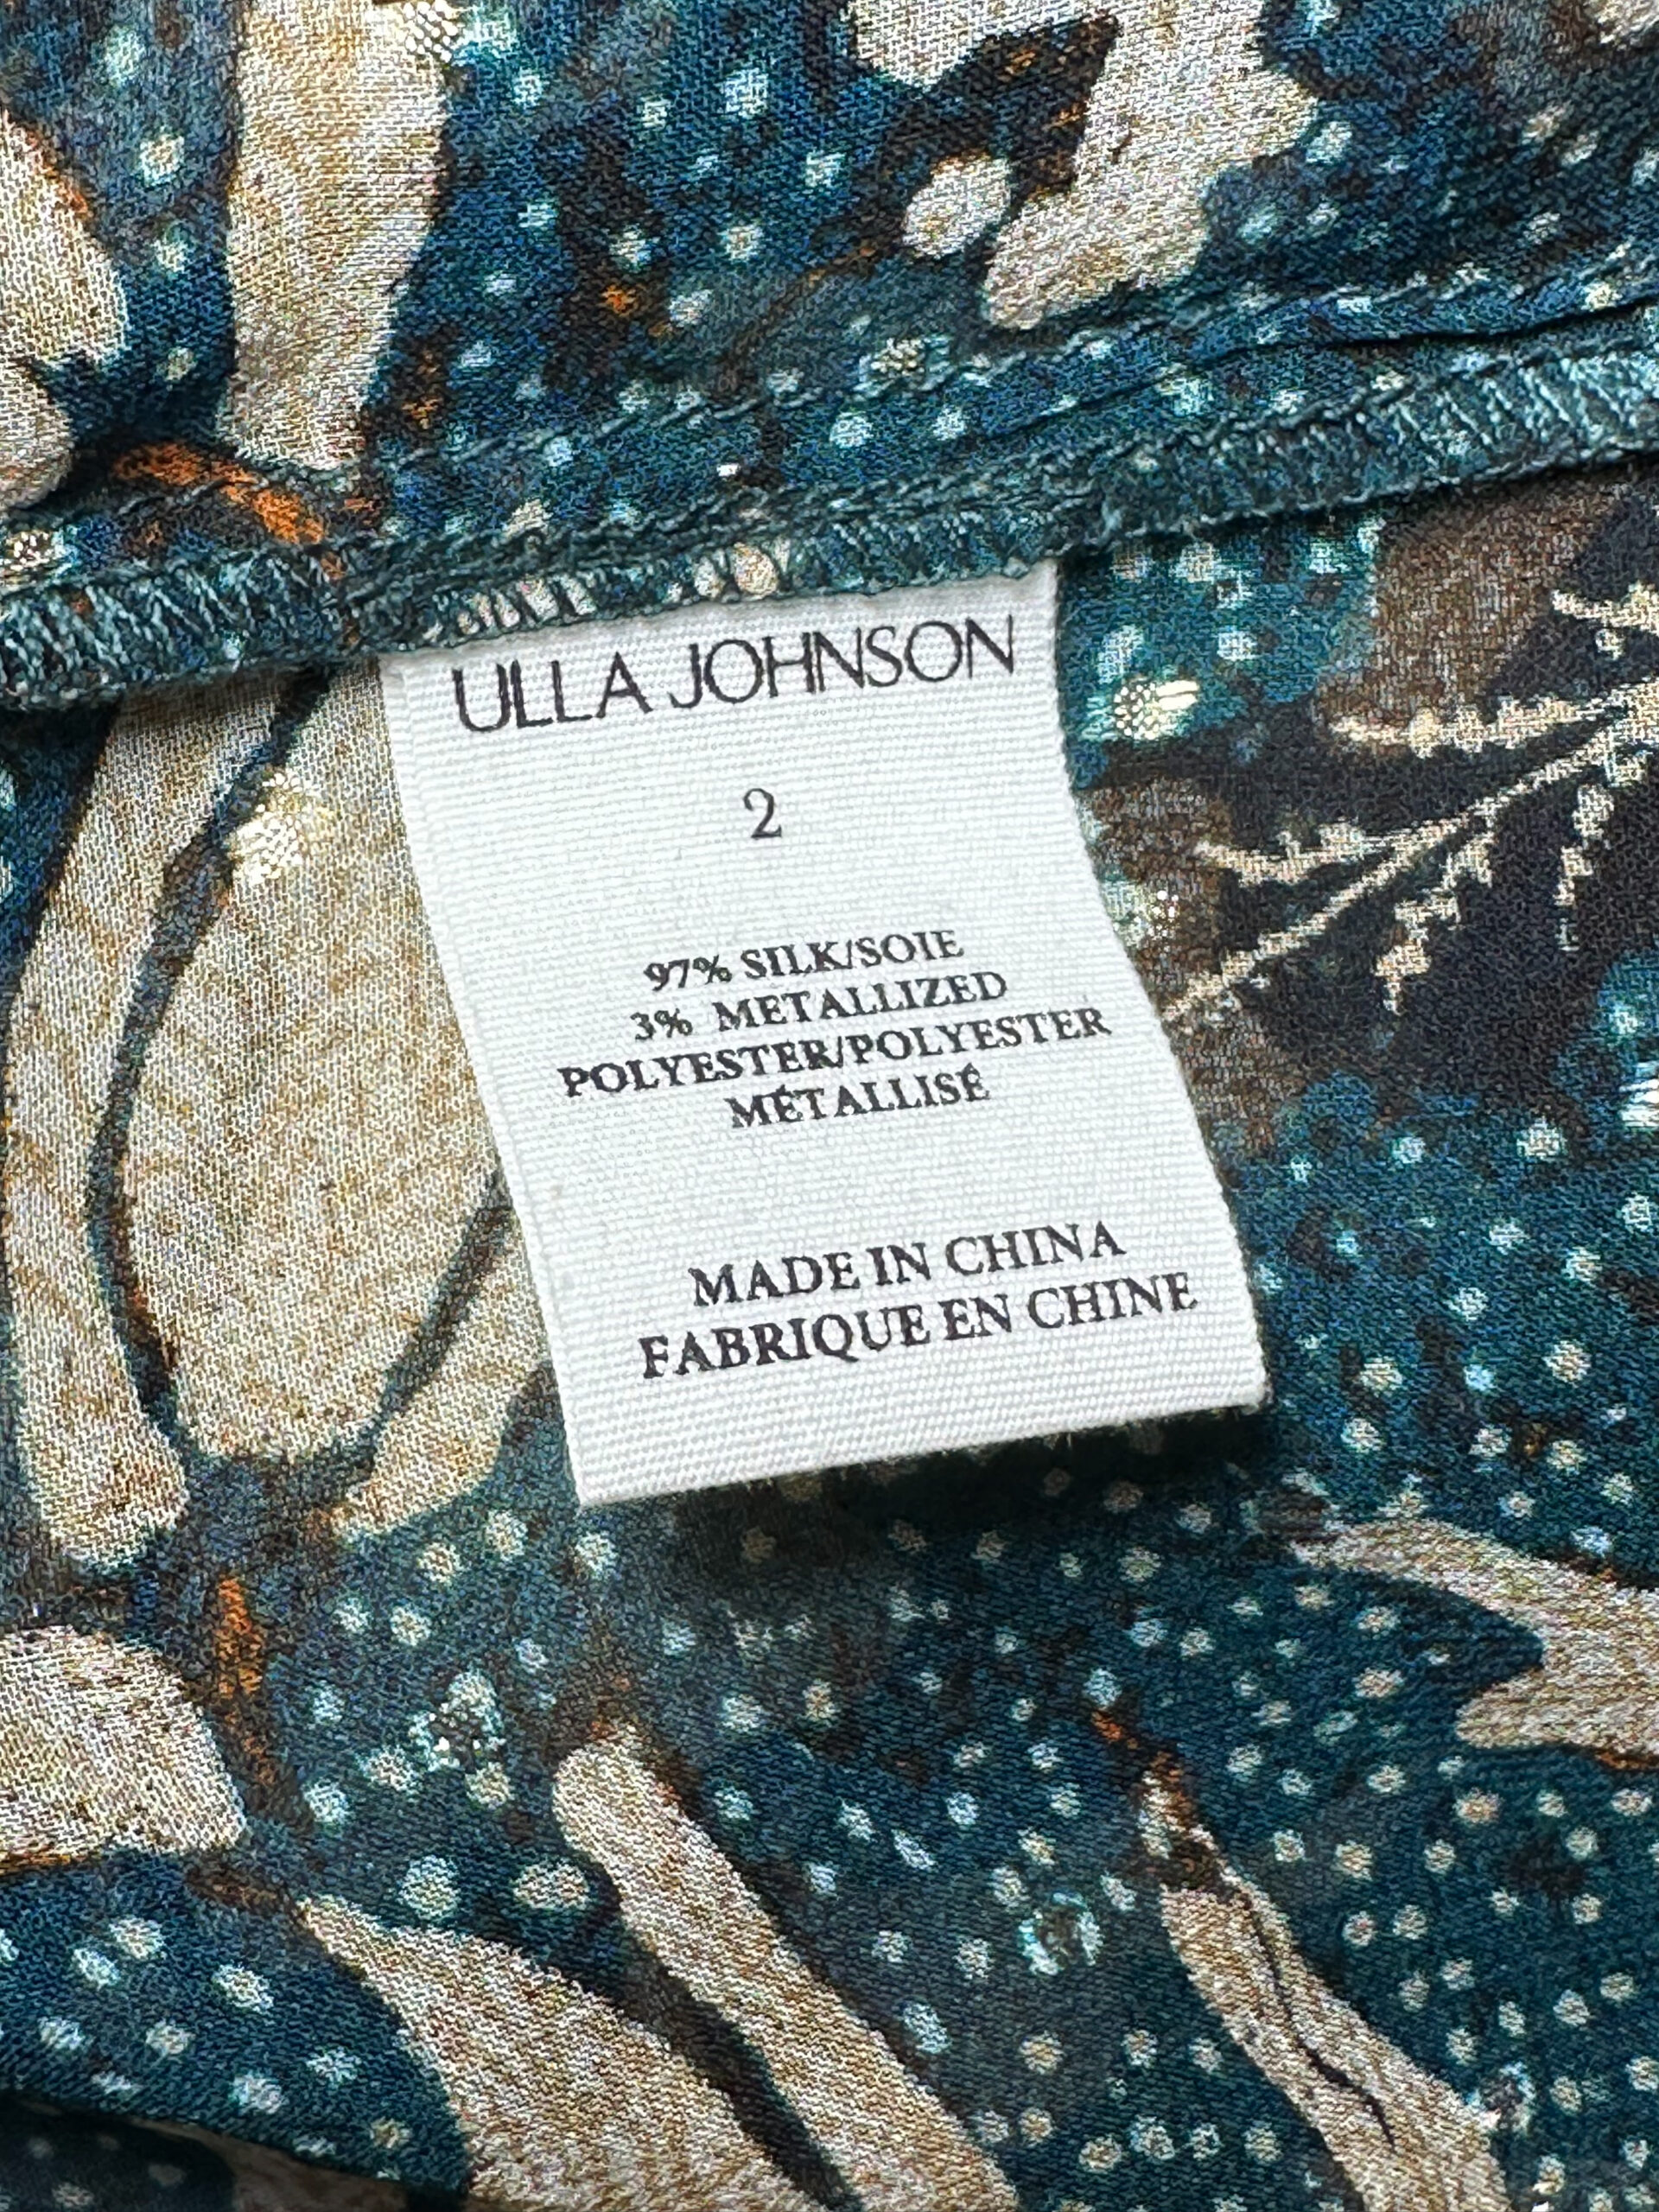 ULLA JOHNSON
2
97% SILK/SOIE
3% METALLIZED
POLYESTER/POLYESTER
MÉTALLISÉ
MADE IN CHINA
FABRIQUE EN CHINE